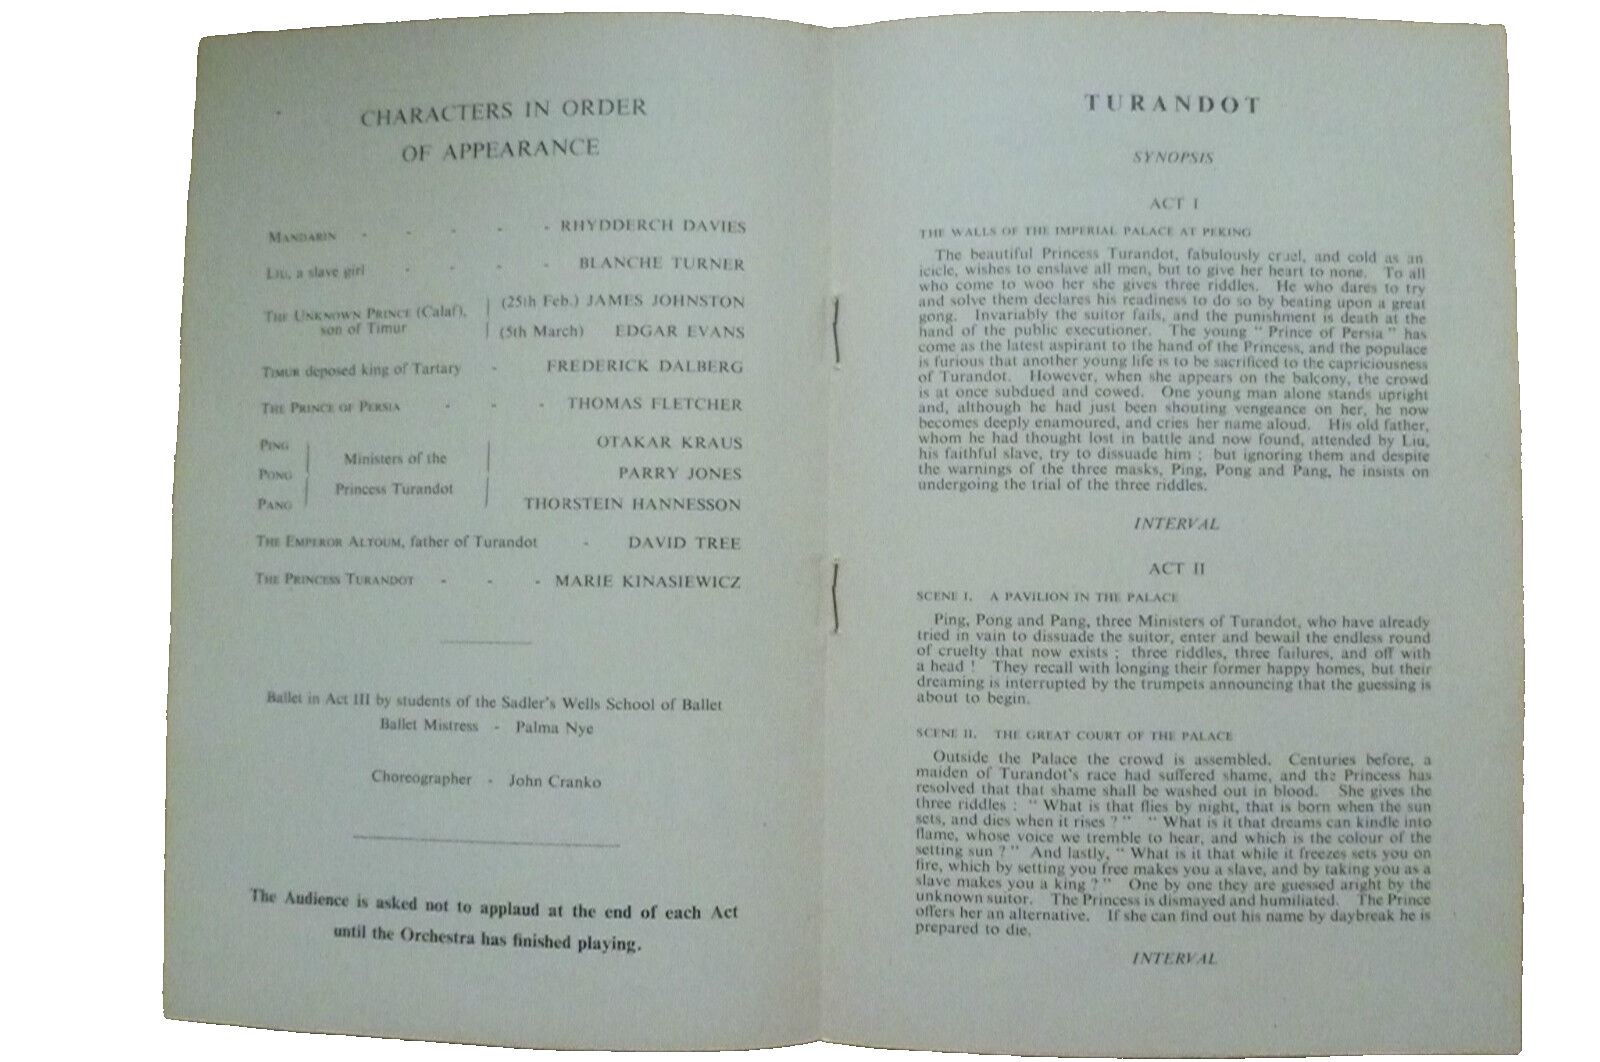 CHARACTERS IN ORDER
OF APPEARANCE
MANDARIN - - - - - RHYDDERCH DAVIES
LIU, a slave girl - - - - BLANCHE TURNER
THE UNKNOWN PRINCE (Calaf), son of Timur
(25th Feb.) JAMES JOHNSTON
(5th March) EDGAR EVANS
TIMUR deposed king of Tartary - FREDERICK DALBERG
THE PRINCE OF PERSIA - - - THOMAS FLETCHER
PING OTAKAR KRAUS
Ministers of the
PONG PARRY JONES
Princess Turandot
PANG THORSTEIN HANNESSON
THE EMPEROR ALTOUM, father of Turandot - DAVID TREE
THE PRINCESS TURANDOT - - - MARIE KINASIEWICZ
Ballet in Act III by students of the Sadler's Wells School of Ballet
Ballet Mistress - Palma Nye
Choreographer - John Cranko
The Audience is asked not to applaud at the end of each Act
until the Orchestra has finished playing.
TURANDOT
SYNOPSIS
ACT I
THE WALLS OF THE IMPERIAL PALACE AT PEKING
The beautiful Princess Turandot, fabulously cruel, and cold as an
icicle, wishes to enslave all men, but to give her heart to none. To all
who come to woo her she gives three riddles. He who dares to try
and solve them declares his readiness to do so by beating upon a great
gong. Invariably the suitor fails, and the punishment is death at the
hand of the public executioner. The young " Prince of Persia " has
come as the latest aspirant to the hand of the Princess, and the populace
is furious that another young life is to be sacrificed to the capriciousness
of Turandot. However, when she appears on the balcony, the crowd
is at once subdued and cowed. One young man alone stands upright
and, although he had just been shouting vengeance on her, he now
becomes deeply enamoured, and cries her name aloud. His old father,
whom he had thought lost in battle and now found, attended by Liu,
his faithful slave, try to dissuade him ; but ignoring them and despite
the warnings of the three masks, Ping, Pong and Pang, he insists on
undergoing the trial of the three riddles.
INTERVAL
ACT II
SCENE I. A PAVILION IN THE PALACE
Ping, Pong and Pang, three Ministers of Turandot, who have already
tried in vain to dissuade the suitor, enter and bewail the endless round
of cruelty that now exists ; three riddles, three failures, and off with
a head ! They recall with longing their former happy homes, but their
dreaming is interrupted by the trumpets announcing that the guessing is
about to begin.
SCENE II. THE GREAT COURT OF THE PALACE
Outside the Palace the crowd is assembled. Centuries before, a
maiden of Turandot's race had suffered shame, and the Princess has
resolved that that shame shall be washed out in blood. She gives the
three riddles : " What is that flies by night, that is born when the sun
sets, and dies when it rises ? " " What is it that dreams can kindle into
flame, whose voice we tremble to hear, and which is the colour of the
setting sun ? " And lastly, " What is it that while it freezes sets you on
fire, which by setting you free makes you a slave, and by taking you as a
slave makes you a king ? " One by one they are guessed aright by the
unknown suitor. The Princess is dismayed and humiliated. The Prince
offers her an alternative. If she can find out his name by daybreak he is
prepared to die.
INTERVAL